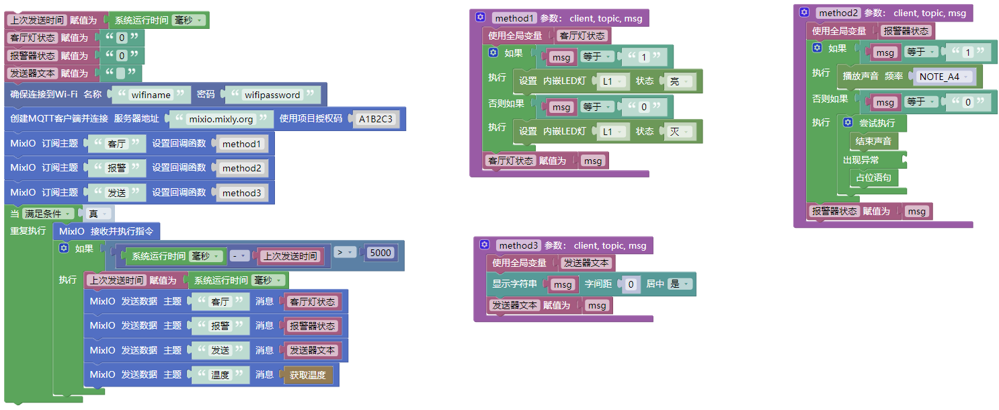 上次发送时间 赋值为 系统运行时间 毫秒
客厅灯状态 赋值为 “ 0 ”
报警器状态 赋值为 “ 0 ”
发送器文本 赋值为 “ ”
确保连接到Wi-Fi 名称 “ wifiname ” 密码 “ wifipassword ”
创建MQTT客户端并连接 服务器地址 “ mixio.mixly.org ” 使用项目授权码 A1B2C3
MixIO 订阅主题 “ 客厅 ” 设置回调函数 method1
MixIO 订阅主题 “ 报警 ” 设置回调函数 method2
MixIO 订阅主题 “ 发送 ” 设置回调函数 method3
当 满足条件 真
重复执行 MixIO 接收并执行指令
如果 系统运行时间 毫秒 - 上次发送时间 > 5000
执行 上次发送时间 赋值为 系统运行时间 毫秒
MixIO 发送数据 主题 “ 客厅 ” 消息 客厅灯状态
MixIO 发送数据 主题 “ 报警 ” 消息 报警器状态
MixIO 发送数据 主题 “ 发送 ” 消息 发送器文本
MixIO 发送数据 主题 “ 温度 ” 消息 获取温度
method1 参数: client, topic, msg
使用全局变量 客厅灯状态
如果 msg 等于 “ 1 ”
执行 设置 内嵌LED灯 L1 状态 亮
否则如果 msg 等于 “ 0 ”
执行 设置 内嵌LED灯 L1 状态 灭
客厅灯状态 赋值为 msg
method3 参数: client, topic, msg
使用全局变量 发送器文本
显示字符串 msg 字间距 0 居中 是
发送器文本 赋值为 msg
method2 参数: client, topic, msg
使用全局变量 报警器状态
如果 msg 等于 “ 1 ”
执行 播放声音 频率 NOTE_A4
否则如果 msg 等于 “ 0 ”
执行 尝试执行
结束声音
出现异常
占位语句
报警器状态 赋值为 msg